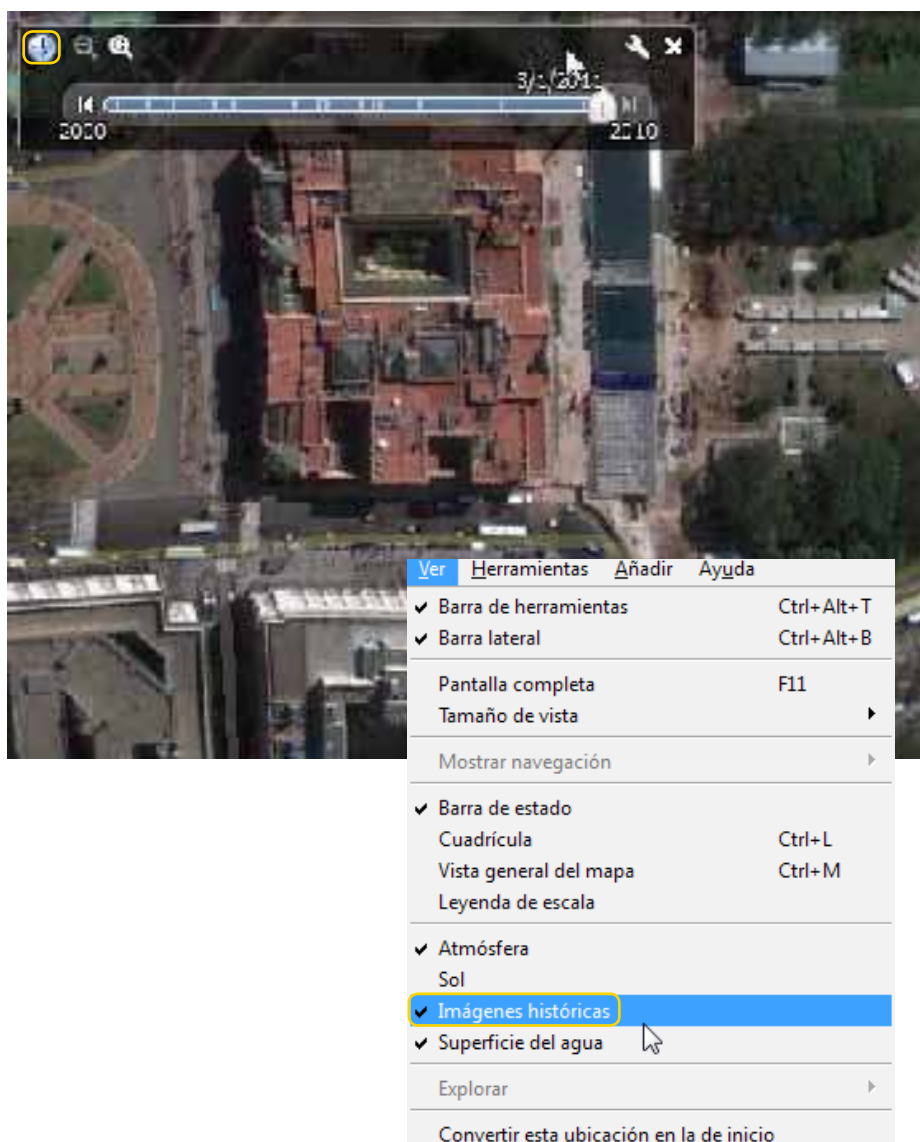 2000
2010
Ver Herramientas Añadir Ayuda
Barra de herramientas Ctrl+Alt+T
Barra lateral Ctrl+Alt+B
Pantalla completa F11
Tamaño de vista
Mostrar navegación
Barra de estado
Cuadrícula Ctrl+L
Vista general del mapa Ctrl+M
Leyenda de escala
Atmósfera
Sol
Imágenes históricas
Superficie del agua
Explorar
Convertir esta ubicación en la de inicio